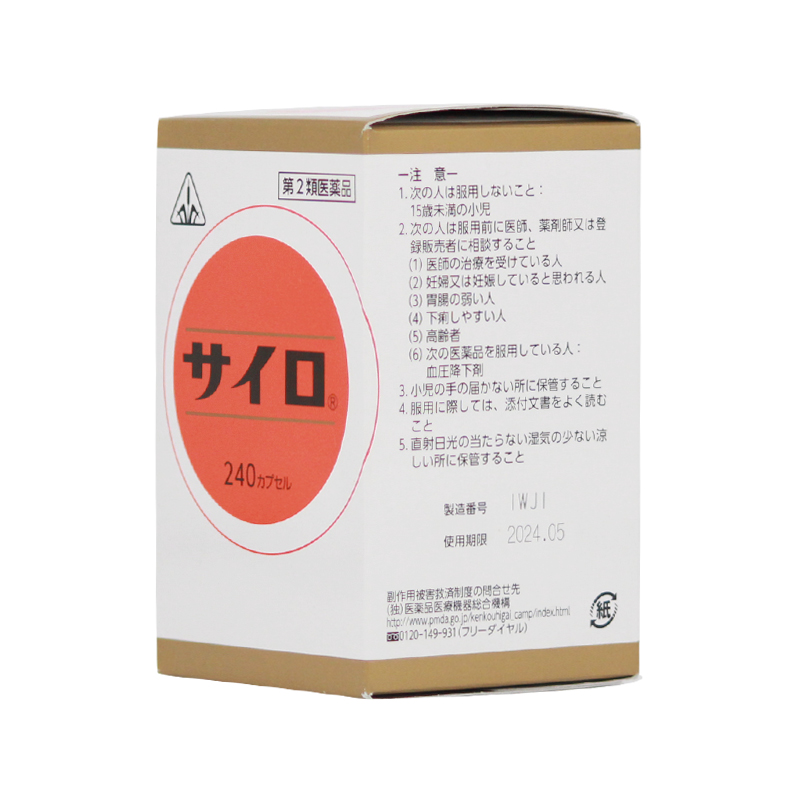 第2類医薬品
サイロ®
240カプセル
ー注 意ー
1. 次の人は服用しないこと：
15歳未満の小児
2. 次の人は服用前に医師、薬剤師又は登
録販売者に相談すること
(1) 医師の治療を受けている人
(2) 妊婦又は妊娠していると思われる人
(3) 胃腸の弱い人
(4) 下痢しやすい人
(5) 高齢者
(6) 次の医薬品を服用している人：
血圧降下剤
3. 小児の手の届かない所に保管すること
4. 服用に際しては、添付文書をよく読む
こと
5. 直射日光の当たらない湿気の少ない涼
しい所に保管すること
製造番号 IWJI
使用期限 2024.05
副作用被害救済制度の問合せ先
(独)医薬品医療機器総合機構
http://www.pmda.go.jp/kenkouhigai_camp/index.html
0120-149-931(フリーダイヤル)
紙